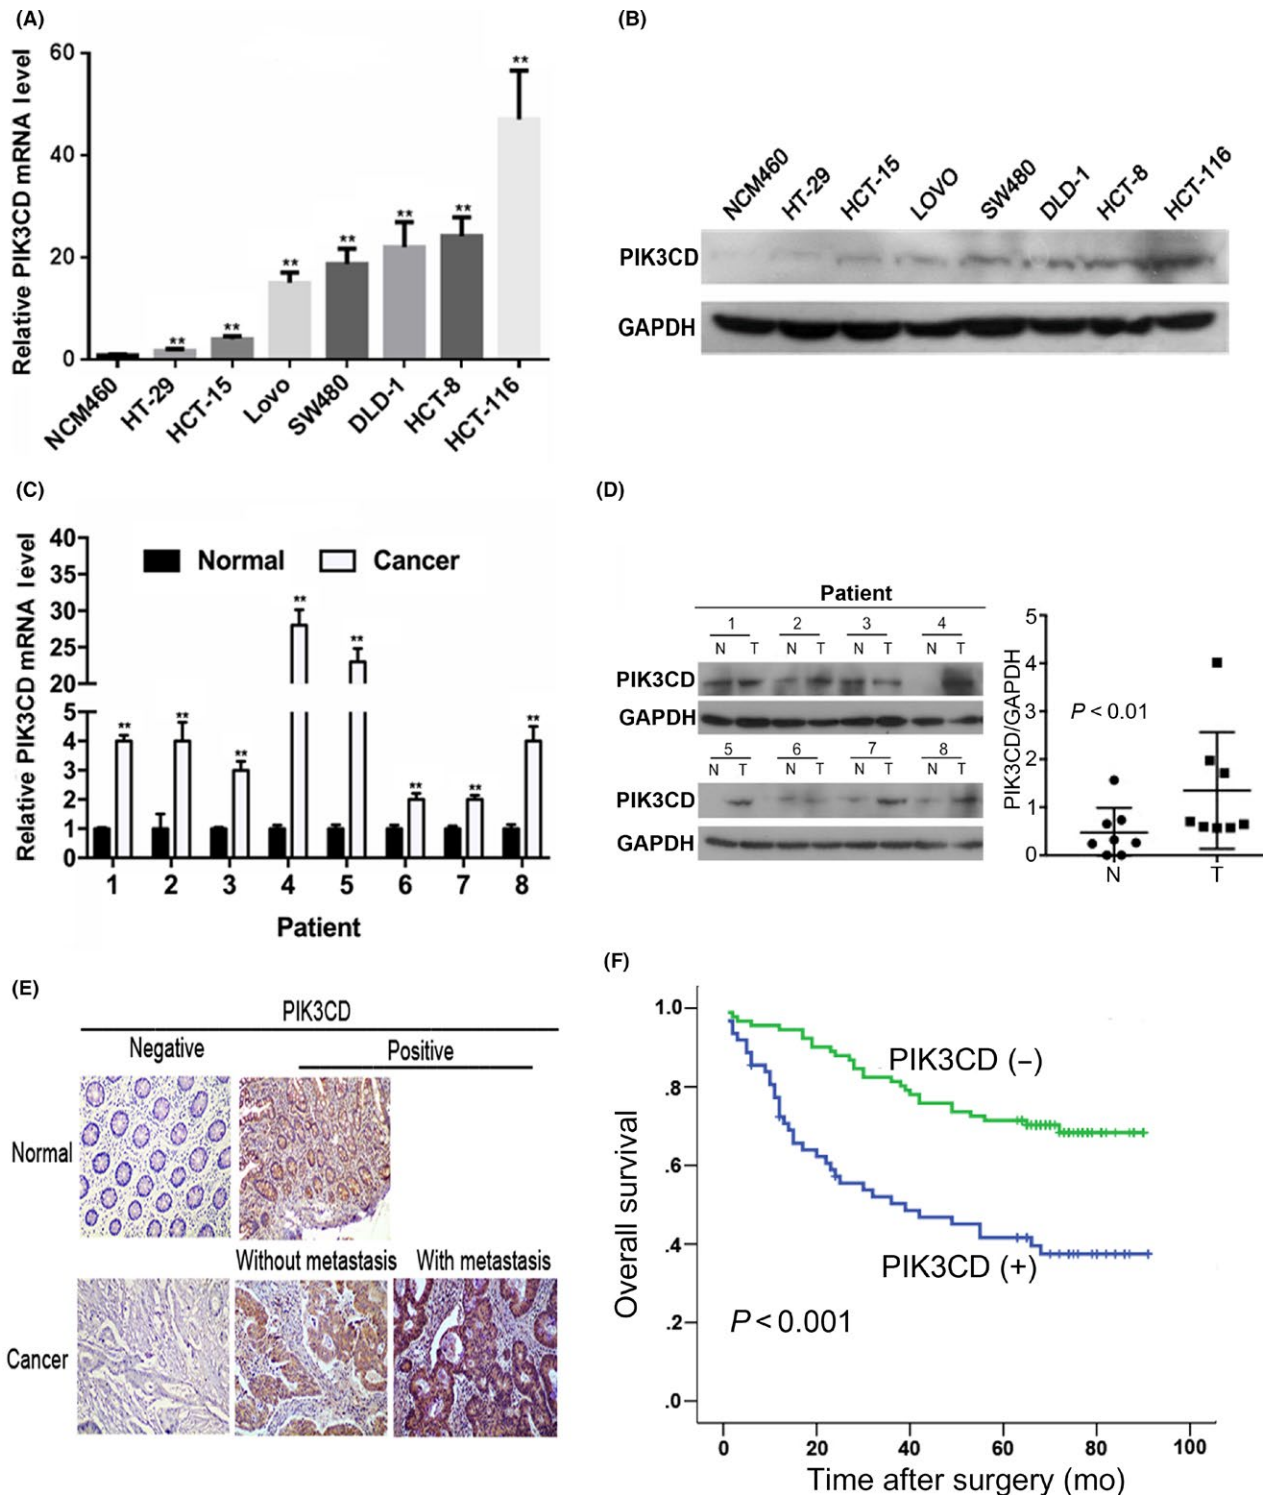 (A)
Relative PIK3CD mRNA level
60
40
20
0
** ** ** ** ** ** **
NCM460 HT-29 HCT-15 Lovo SW480 DLD-1 HCT-8 HCT-116
(B)
NCM460 HT-29 HCT-15 LOVO SW480 DLD-1 HCT-8 HCT-116
PIK3CD
GAPDH
(C)
Relative PIK3CD mRNA level
40
35
30
25
20
5
4
3
2
1
0
Normal Cancer
** ** ** ** ** ** ** **
1 2 3 4 5 6 7 8
Patient
(D)
Patient
1 2 3 4
N T N T N T N T
PIK3CD
GAPDH
5 6 7 8
N T N T N T N T
PIK3CD
GAPDH
PIK3CD/GAPDH
5
4
3
2
1
0
P < 0.01
N T
(E)
PIK3CD
Negative Positive
Normal
Without metastasis With metastasis
Cancer
(F)
Overall survival
1.0
.8
.6
.4
.2
.0
PIK3CD (–)
PIK3CD (+)
P < 0.001
0 20 40 60 80 100
Time after surgery (mo)